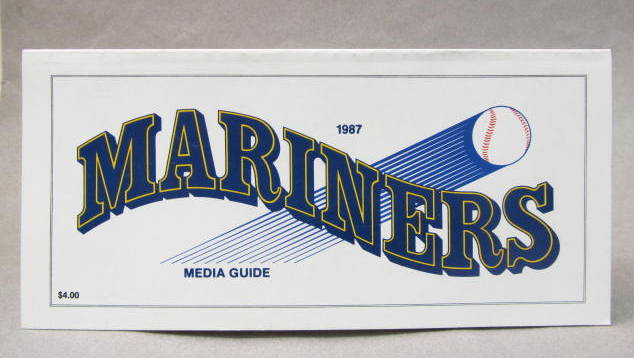 1987
MARINERS
MEDIA GUIDE
$4.00